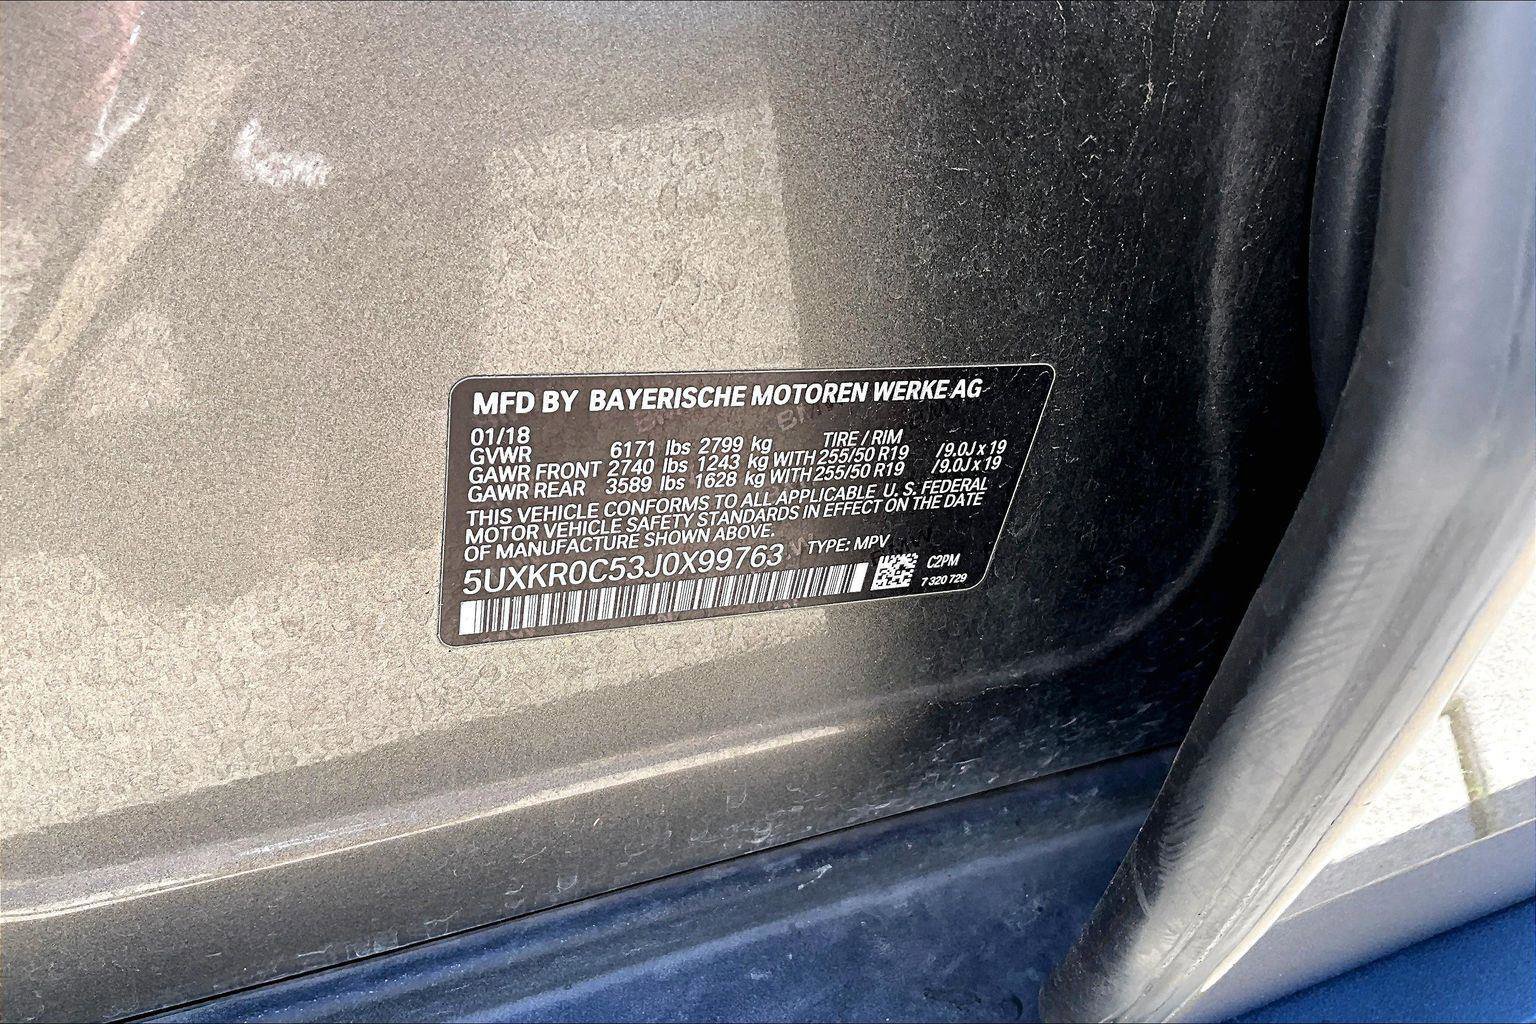 MFD BY BAYERISCHE MOTOREN WERKE AG
01/18 TIRE / RIM
GVWR 6171 lbs 2799 kg
GAWR FRONT 2740 lbs 1243 kg WITH 255/50 R19 /9.0J x 19
GAWR REAR 3589 lbs 1628 kg WITH 255/50 R19 /9.0J x 19
THIS VEHICLE CONFORMS TO ALL APPLICABLE U. S. FEDERAL
MOTOR VEHICLE SAFETY STANDARDS IN EFFECT ON THE DATE
OF MANUFACTURE SHOWN ABOVE.
5UXKR0C53J0X99763 TYPE: MPV
C2PM
7 320 729